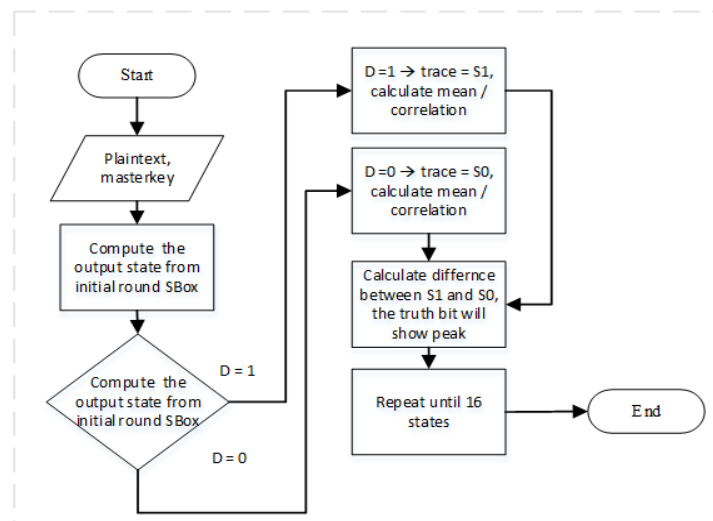 Start
Plaintext,
masterkey
Compute the
output state from
initial round SBox
Compute the
output state from
initial round SBox
D = 1
D = 0
D =1 → trace = S1,
calculate mean /
correlation
D=0 → trace = S0,
calculate mean /
correlation
Calculate differnce
between S1 and S0,
the truth bit will
show peak
Repeat until 16
states
End